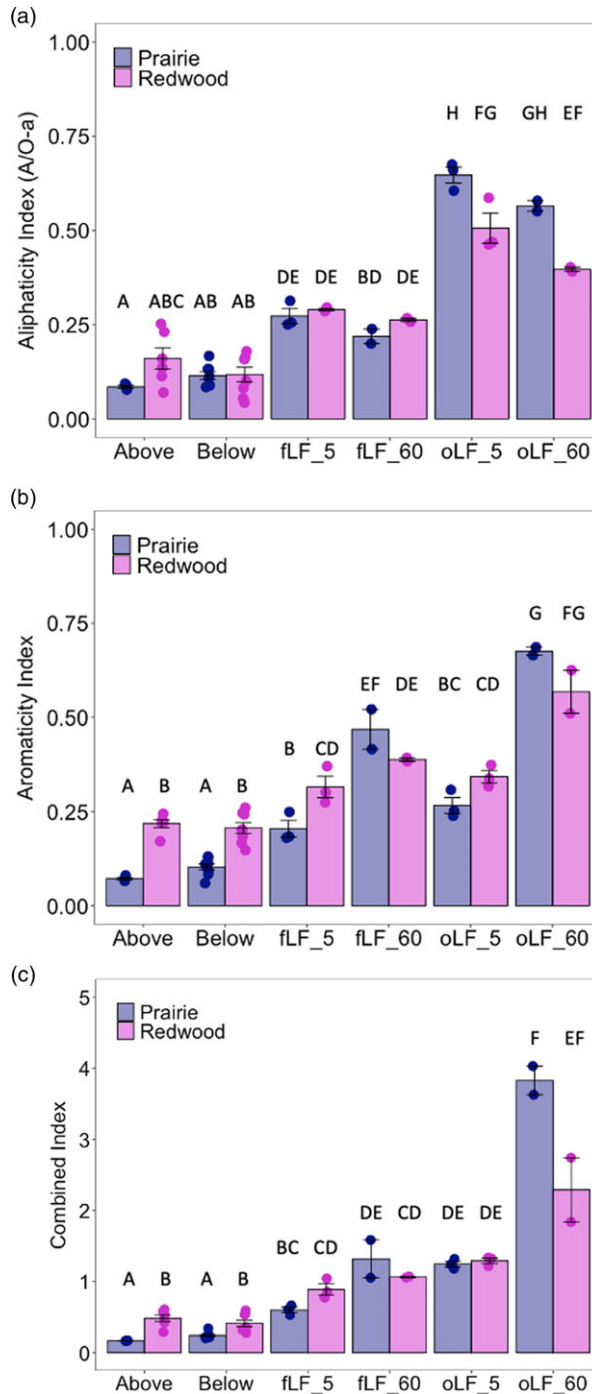 (a)
1.00
Prairie
Redwood
H FG GH EF
0.75
Aliphaticity Index (A/O-a)
0.50
A ABC AB AB DE DE BD DE
0.25
0.00
Above Below fLF_5 fLF_60 oLF_5 oLF_60
(b)
1.00
Prairie
Redwood
G FG
0.75
Aromaticity Index
EF DE BC CD
0.50
B CD
A B A B
0.25
0.00
Above Below fLF_5 fLF_60 oLF_5 oLF_60
(c)
5
Prairie
Redwood
F EF
4
Combined Index
3
2
BC CD DE CD DE DE
A B A B
1
0
Above Below fLF_5 fLF_60 oLF_5 oLF_60